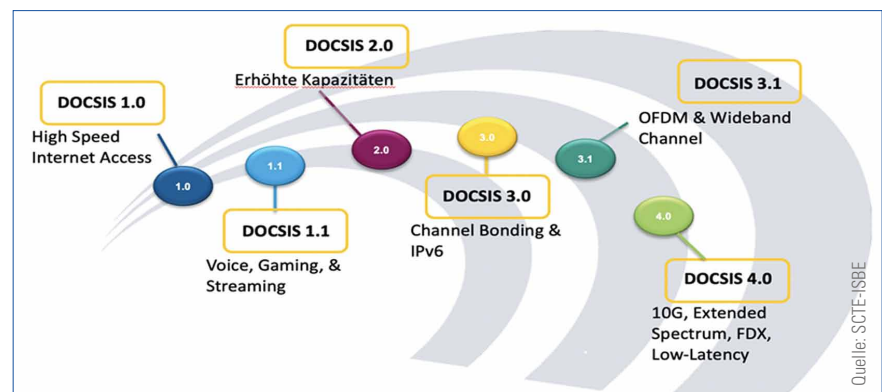 DOCSIS 1.0
High Speed
Internet Access
1.0
1.1
DOCSIS 1.1
Voice, Gaming, &
Streaming
DOCSIS 2.0
Erhöhte Kapazitäten
2.0
3.0
DOCSIS 3.0
Channel Bonding &
IPv6
DOCSIS 3.1
OFDM & Wideband
Channel
3.1
4.0
DOCSIS 4.0
10G, Extended
Spectrum, FDX,
Low-Latency
Quelle: SCTE-ISBE